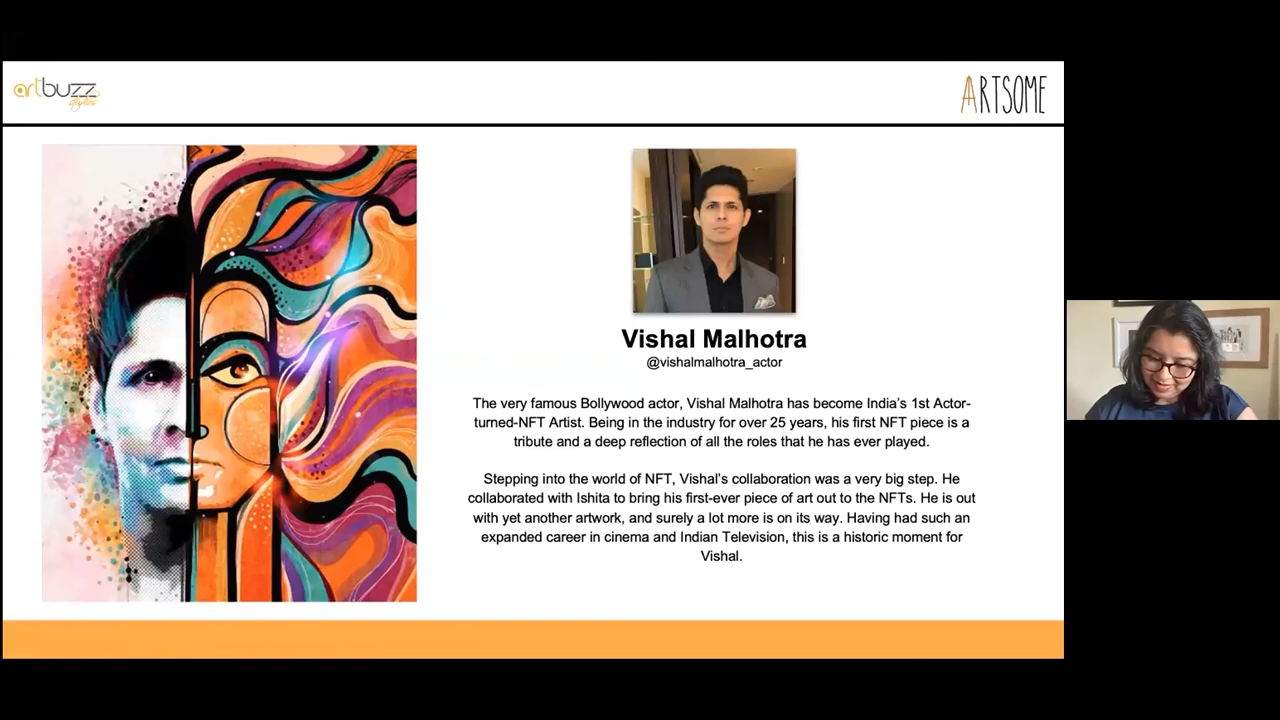 artbuzz
studios
ARTSOME
Vishal Malhotra
@vishalmalhotra_actor
The very famous Bollywood actor, Vishal Malhotra has become India's 1st Actor-
turned-NFT Artist. Being in the industry for over 25 years, his first NFT piece is a
tribute and a deep reflection of all the roles that he has ever played.
Stepping into the world of NFT, Vishal's collaboration was a very big step. He
collaborated with Ishita to bring his first-ever piece of art out to the NFTs. He is out
with yet another artwork, and surely a lot more is on its way. Having had such an
expanded career in cinema and Indian Television, this is a historic moment for
Vishal.